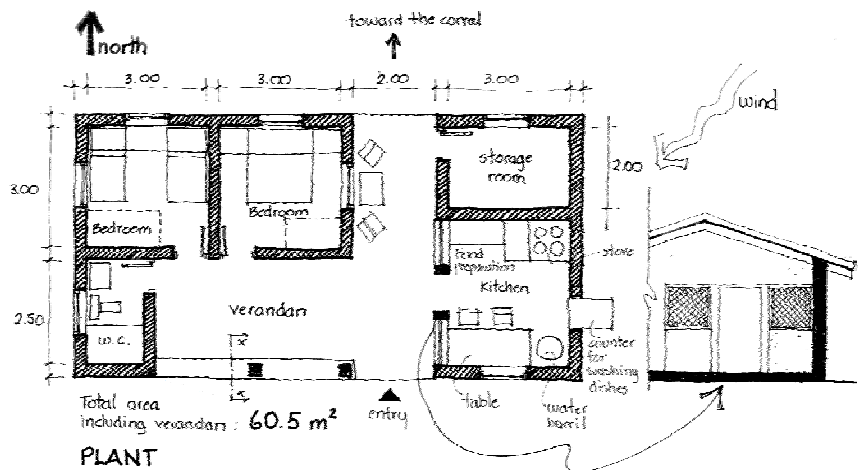 toward the corral
north
3.00
3.00
2.00
3.00
wind
storage
room
2.00
3.00
Bedroom
Bedroom
Food
preparation
stove
Kitchen
verandah
2.50
w.c.
x
x
counter
for
washing
dishes
Total area
including verandah : 60.5 m²
entry
table
water
barril
PLANT